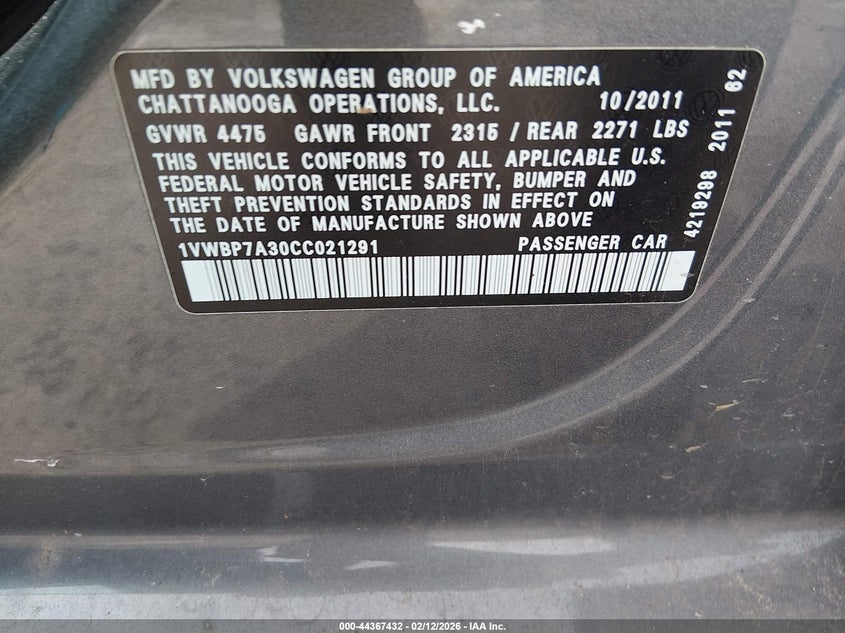 MFD BY VOLKSWAGEN GROUP OF AMERICA
CHATTANOOGA OPERATIONS, LLC. 10/2011
GVWR 4475 GAWR FRONT 2315 / REAR 2271 LBS
THIS VEHICLE CONFORMS TO ALL APPLICABLE U.S.
FEDERAL MOTOR VEHICLE SAFETY, BUMPER AND
THEFT PREVENTION STANDARDS IN EFFECT ON
THE DATE OF MANUFACTURE SHOWN ABOVE
1VWBP7A30CC021291 PASSENGER CAR
4219298 2011 62
000-44367432 - 02/12/2026 - IAA Inc.